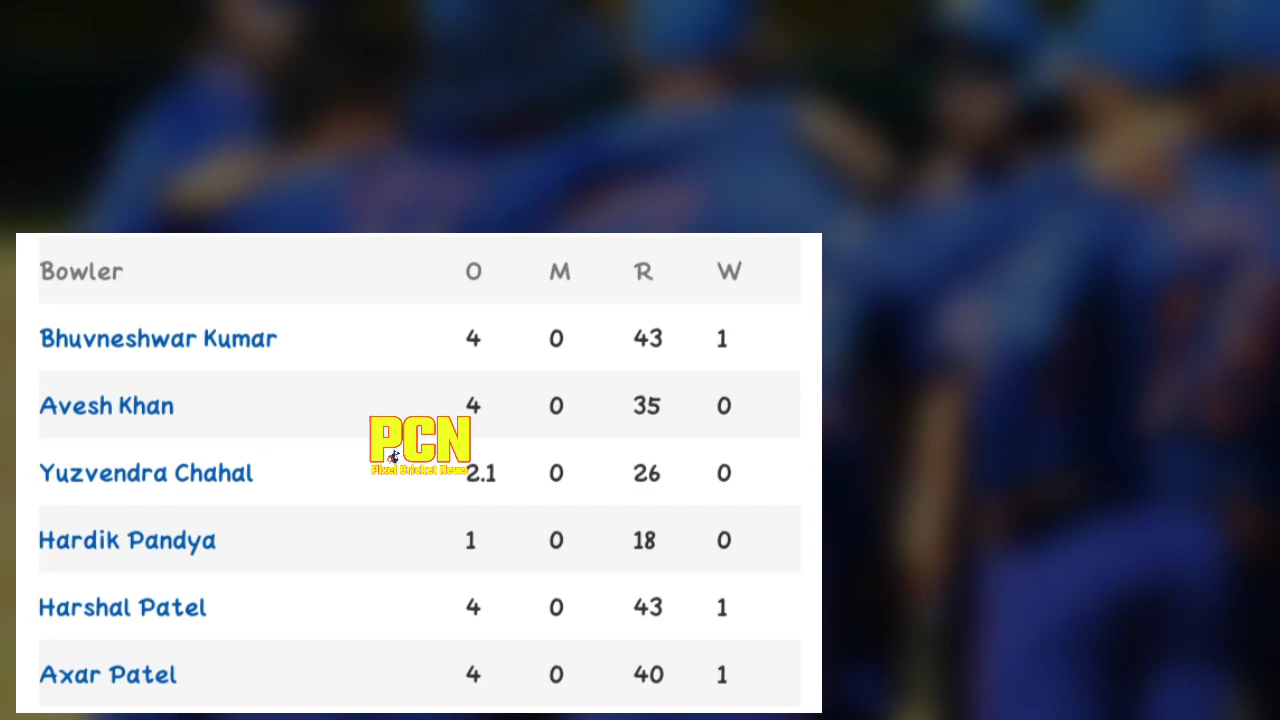 Bowler O M R W
Bhuvneshwar Kumar 4 0 43 1
Avesh Khan 4 0 35 0
PCN
Pixel Cricket News
Yuzvendra Chahal 2.1 0 26 0
Hardik Pandya 1 0 18 0
Harshal Patel 4 0 43 1
Axar Patel 4 0 40 1